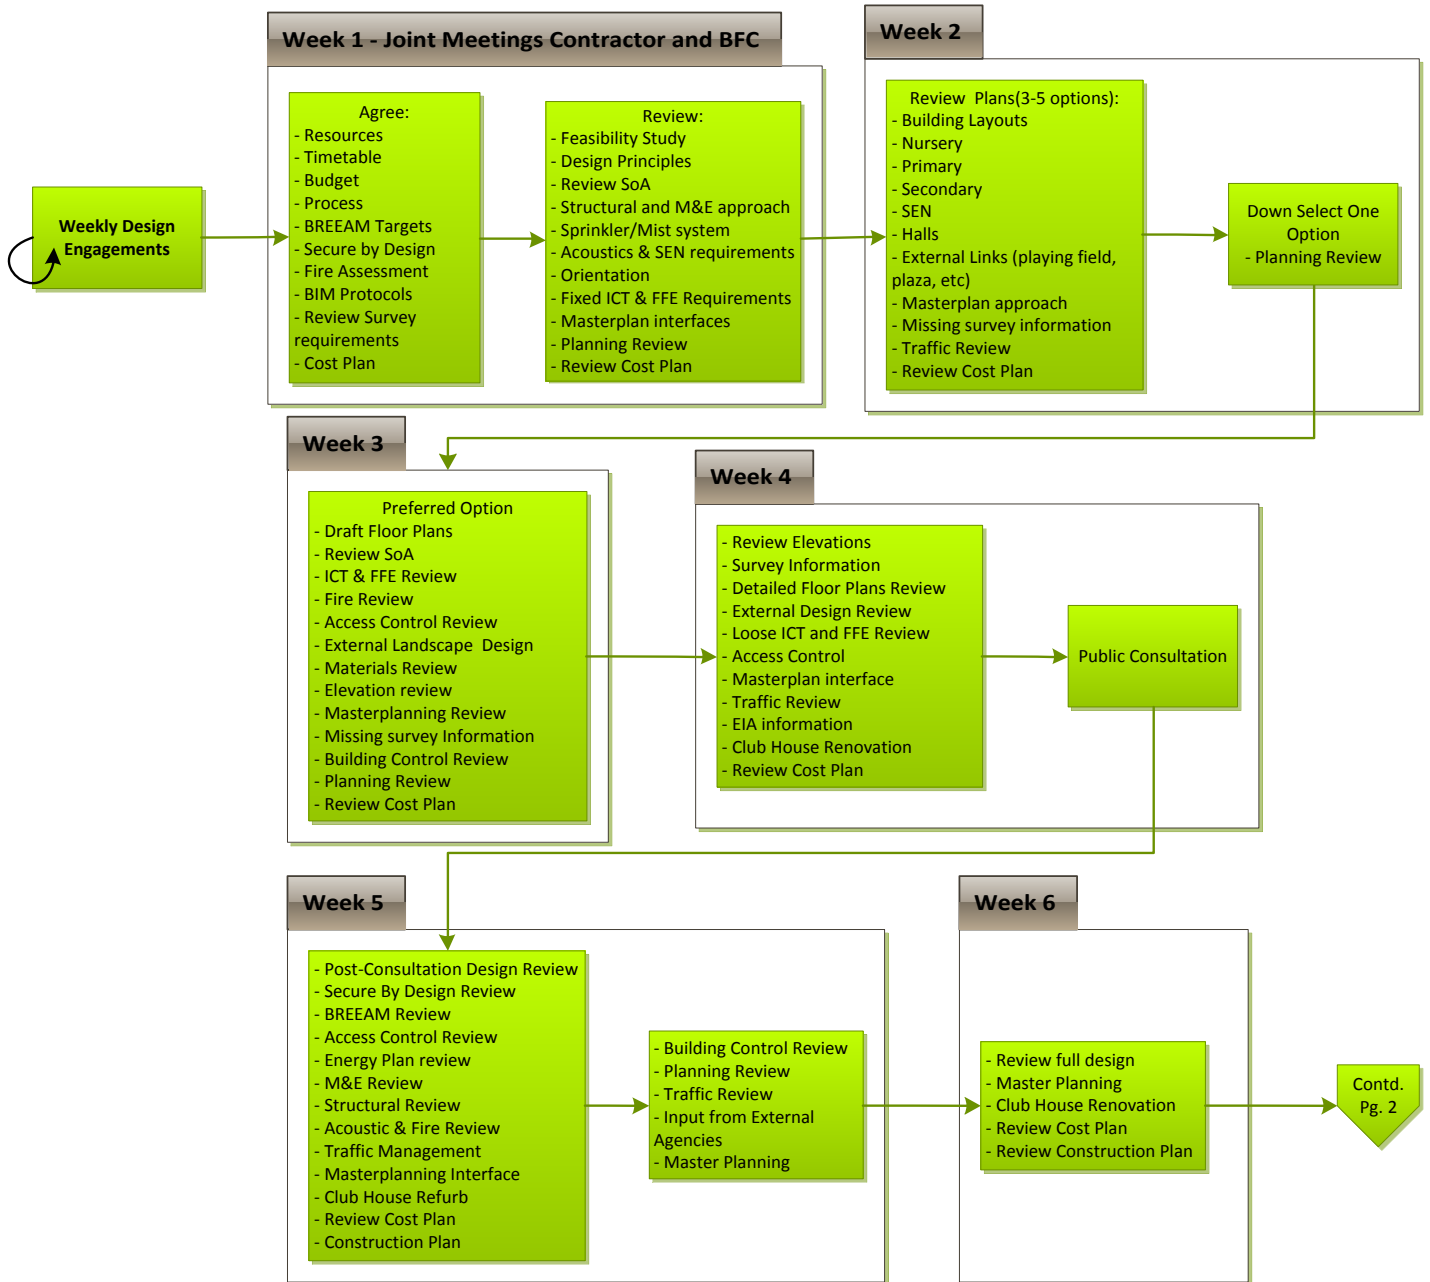 Week 1 - Joint Meetings Contractor and BFC
Weekly Design
Engagements
Agree:
- Resources
- Timetable
- Budget
- Process
- BREEAM Targets
- Secure by Design
- Fire Assessment
- BIM Protocols
- Review Survey
requirements
- Cost Plan
Review:
- Feasibility Study
- Design Principles
- Review SoA
- Structural and M&E approach
- Sprinkler/Mist system
- Acoustics & SEN requirements
- Orientation
- Fixed ICT & FFE Requirements
- Masterplan interfaces
- Planning Review
- Review Cost Plan
Week 2
Review Plans(3-5 options):
- Building Layouts
- Nursery
- Primary
- Secondary
- SEN
- Halls
- External Links (playing field,
plaza, etc)
- Masterplan approach
- Missing survey information
- Traffic Review
- Review Cost Plan
Down Select One
Option
- Planning Review
Week 3
Preferred Option
- Draft Floor Plans
- Review SoA
- ICT & FFE Review
- Fire Review
- Access Control Review
- External Landscape Design
- Materials Review
- Elevation review
- Masterplanning Review
- Missing survey Information
- Building Control Review
- Planning Review
- Review Cost Plan
Week 4
- Review Elevations
- Survey Information
- Detailed Floor Plans Review
- External Design Review
- Loose ICT and FFE Review
- Access Control
- Masterplan interface
- Traffic Review
- EIA information
- Club House Renovation
- Review Cost Plan
Public Consultation
Week 5
- Post-Consultation Design Review
- Secure By Design Review
- BREEAM Review
- Access Control Review
- Energy Plan review
- M&E Review
- Structural Review
- Acoustic & Fire Review
- Traffic Management
- Masterplanning Interface
- Club House Refurb
- Review Cost Plan
- Construction Plan
- Building Control Review
- Planning Review
- Traffic Review
- Input from External
Agencies
- Master Planning
Week 6
- Review full design
- Master Planning
- Club House Renovation
- Review Cost Plan
- Review Construction Plan
Contd.
Pg. 2